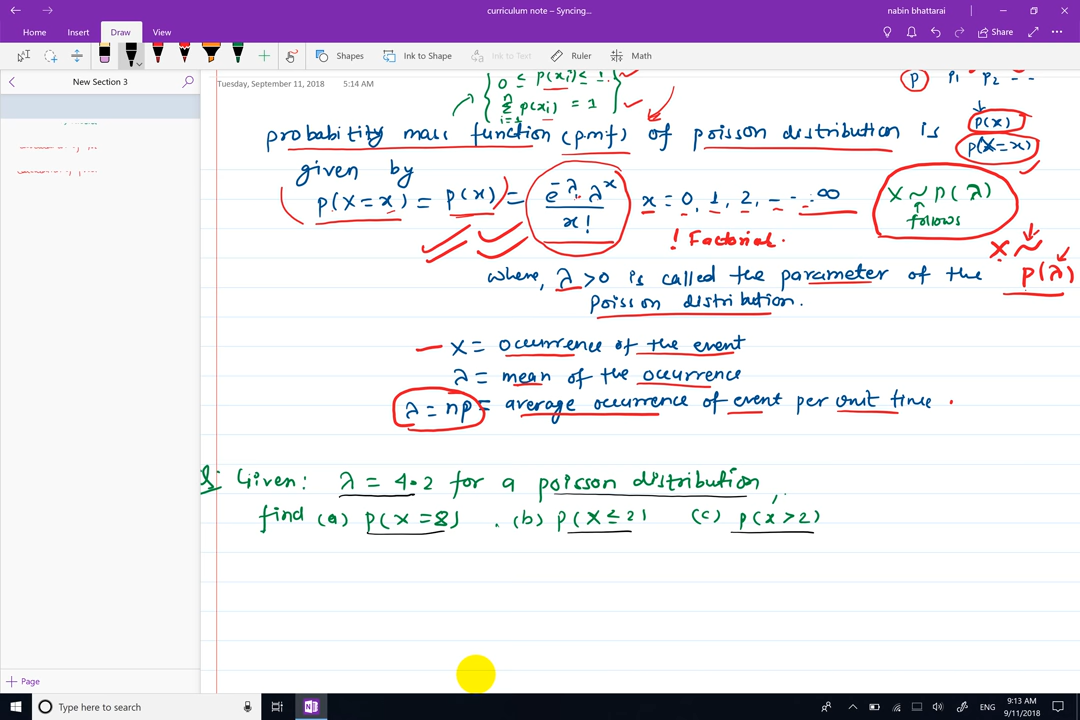 curriculum note – Syncing...
nabin bhattarai
Home Insert Draw View
Share
Shapes
Ink to Shape
Ink to Text
Ruler
Math
New Section 3
Tuesday, September 11, 2018 5:14 AM
0 ≤ p(xi) ≤ 1
n Σ i=1 p(xi) = 1
p p1 p2 - -
probability mass function (p.m.f) of poisson distribution is
p(x)
p(X=x)
given by
p(X=x) = p(x) = e^-λ λ^x / x! x = 0, 1, 2, - - - ∞
X ~ p(λ)
follows
! Factorial.
X ~ p(λ)
where, λ>0 is called the parameter of the
poisson distribution.
X = occurrence of the event
λ = mean of the occurrence
λ = np = average occurrence of event per unit time.
Given: λ = 4.2 for a poisson distribution,
find (a) p(X=8) . (b) p(X≤2) (c) p(x>2)
+ Page
Type here to search
ENG
9:13 AM
9/11/2018